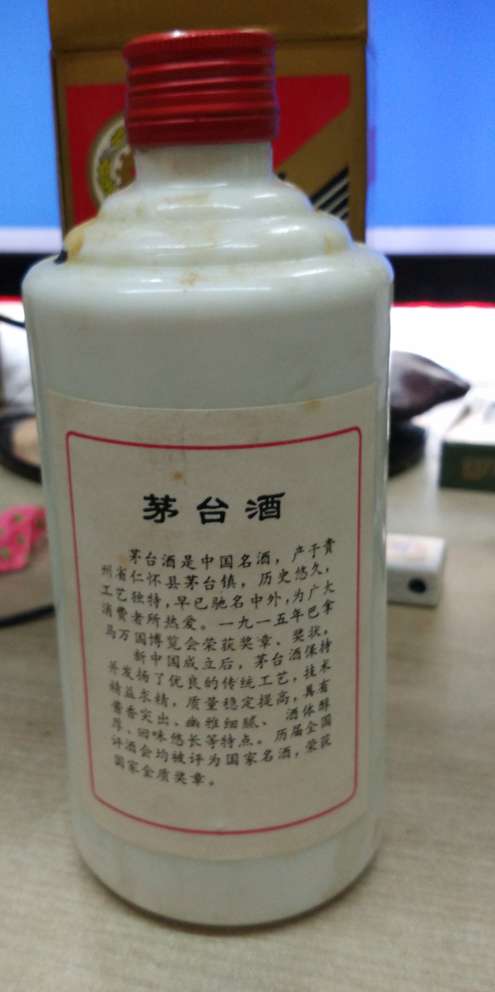 茅台酒
茅台酒是中国名酒，产于贵
州省仁怀县茅台镇，历史悠久，
工艺独特，早已驰名中外，为广大
消费者所热爱。一九一五年巴拿
马万国博览会荣获奖章、奖状。
新中国成立后，茅台酒保持
并发扬了优良的传统工艺，技术
精益求精，质量稳定提高，具有
酱香突出、幽雅细腻、酒体醇
厚、回味悠长等特点。历届全国
评酒会均被评为国家名酒，荣获
国家金质奖章。